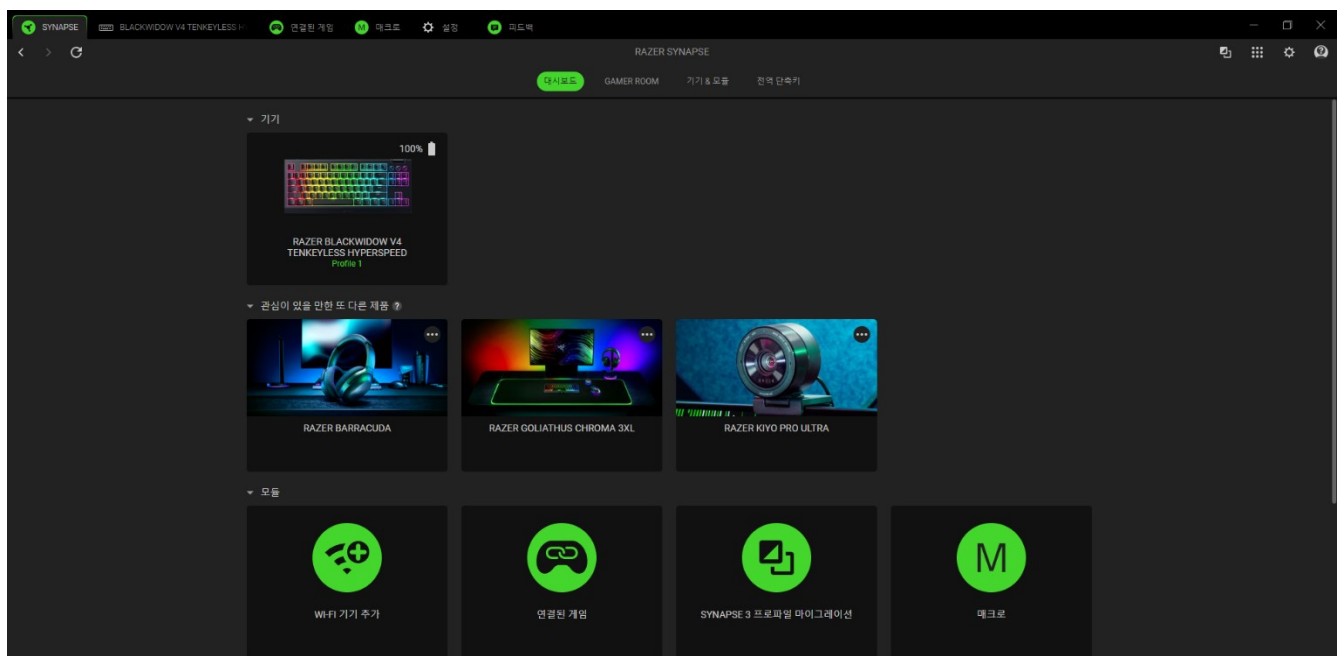 SYNAPSE
BLACKWIDOW V4 TENKEYLESS H
연결된 게임
M
매크로
설정
피드백
RAZER SYNAPSE
대시보드
GAMER ROOM
기기 & 모듈
전역 단축키
기기
100%
RAZER BLACKWIDOW V4
TENKEYLESS HYPERSPEED
Profile 1
관심이 있을 만한 또 다른 제품 ?
RAZER BARRACUDA
RAZER GOLIATHUS CHROMA 3XL
RAZER KIYO PRO ULTRA
모듈
M
WI-FI 기기 추가
연결된 게임
SYNAPSE 3 프로파일 마이그레이션
매크로